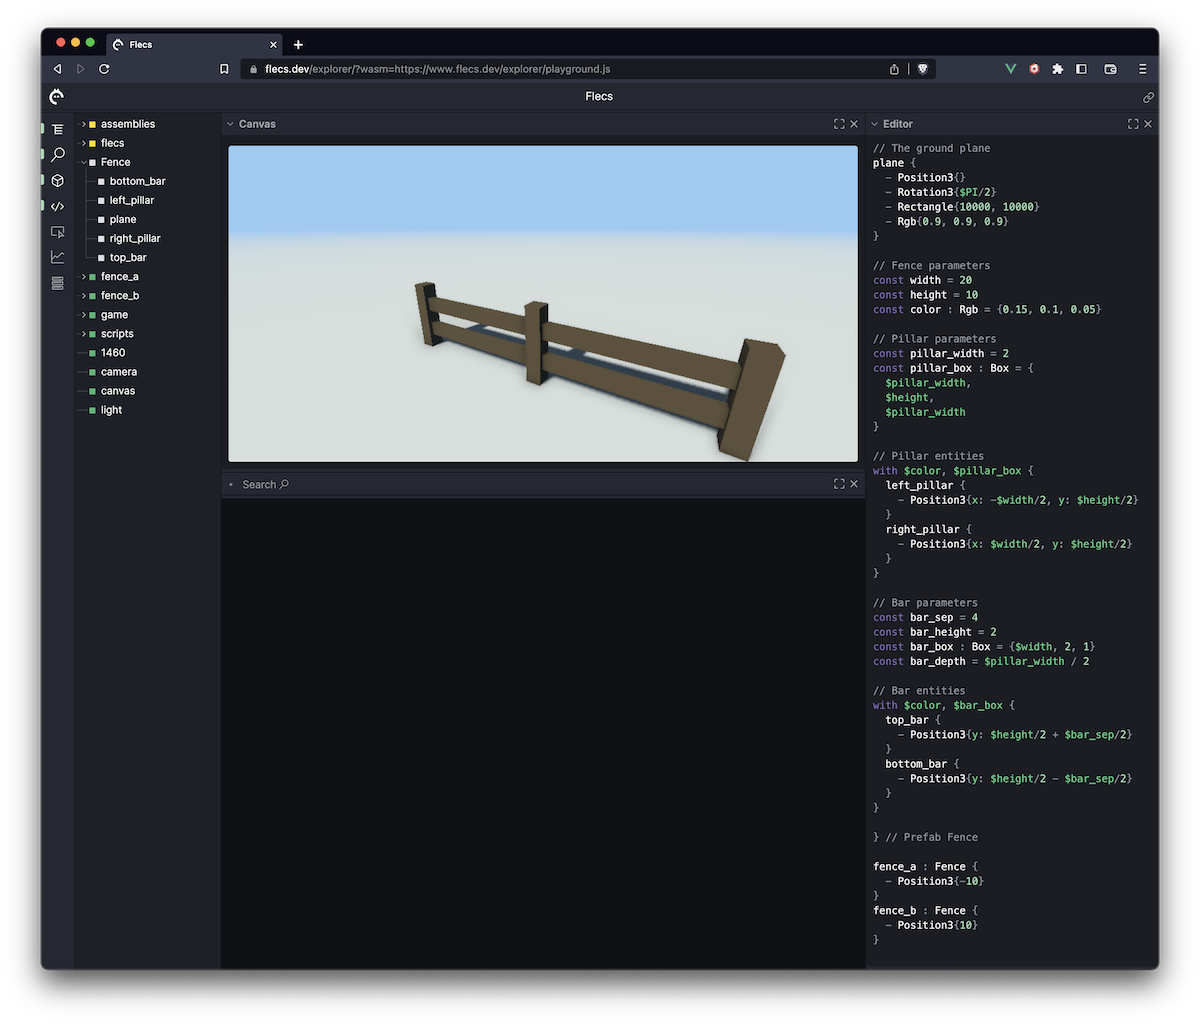 Flecs
flecs.dev/explorer/?wasm=https://www.flecs.dev/explorer/playground.js
Flecs
assemblies
flecs
Fence
bottom_bar
left_pillar
plane
right_pillar
top_bar
fence_a
fence_b
game
scripts
1460
camera
canvas
light
Canvas
Search
Editor
// The ground plane
plane {
- Position3{}
- Rotation3{$PI/2}
- Rectangle{10000, 10000}
- Rgb{0.9, 0.9, 0.9}
}
// Fence parameters
const width = 20
const height = 10
const color : Rgb = {0.15, 0.1, 0.05}
// Pillar parameters
const pillar_width = 2
const pillar_box : Box = {
$pillar_width,
$height,
$pillar_width
}
// Pillar entities
with $color, $pillar_box {
left_pillar {
- Position3{x: -$width/2, y: $height/2}
}
right_pillar {
- Position3{x: $width/2, y: $height/2}
}
}
// Bar parameters
const bar_sep = 4
const bar_height = 2
const bar_box : Box = {$width, 2, 1}
const bar_depth = $pillar_width / 2
// Bar entities
with $color, $bar_box {
top_bar {
- Position3{y: $height/2 + $bar_sep/2}
}
bottom_bar {
- Position3{y: $height/2 - $bar_sep/2}
}
}
} // Prefab Fence
fence_a : Fence {
- Position3{-10}
}
fence_b : Fence {
- Position3{10}
}